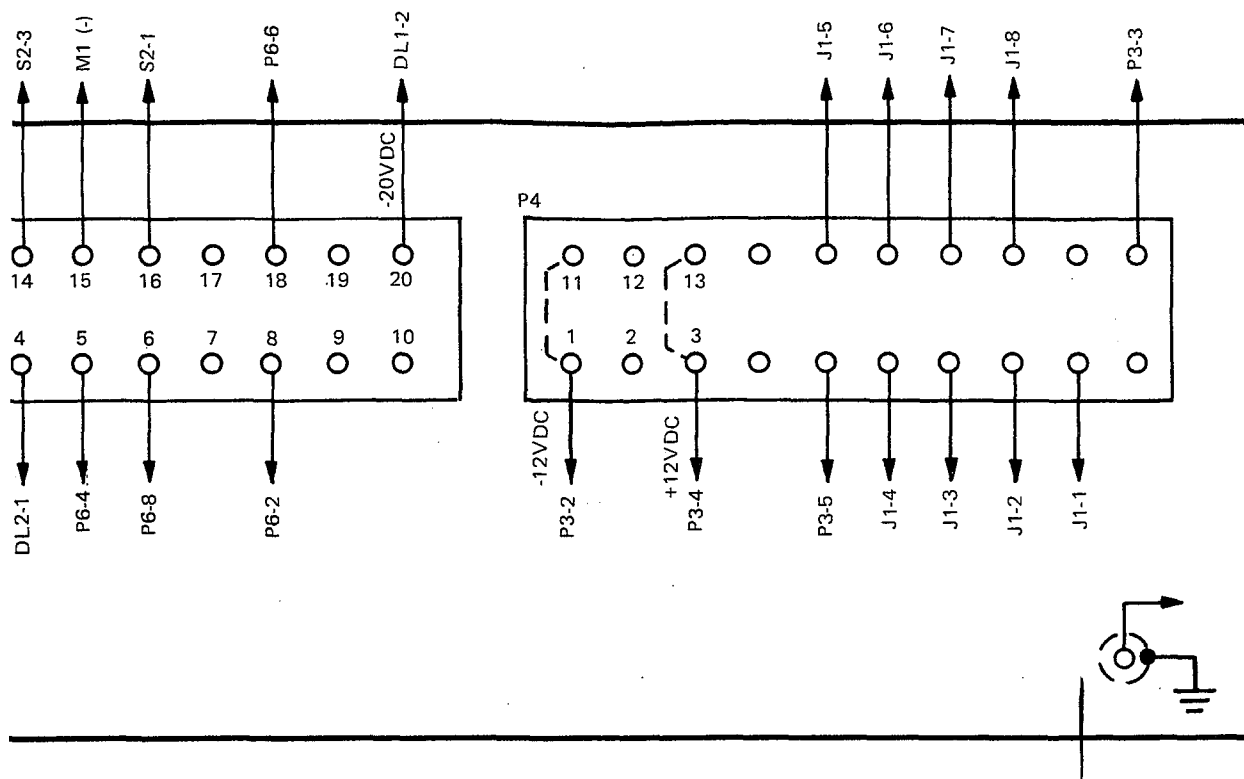 S2-3
M1 (-)
S2-1
P6-6
DL1-2
J1-5
J1-6
J1-7
J1-8
P3-3
-20VDC
P4
14 15 16 17 18 19 20
11 12 13
4 5 6 7 8 9 10
1 2 3
-12VDC
+12VDC
DL2-1
P6-4
P6-8
P6-2
P3-2
P3-4
P3-5
J1-4
J1-3
J1-2
J1-1